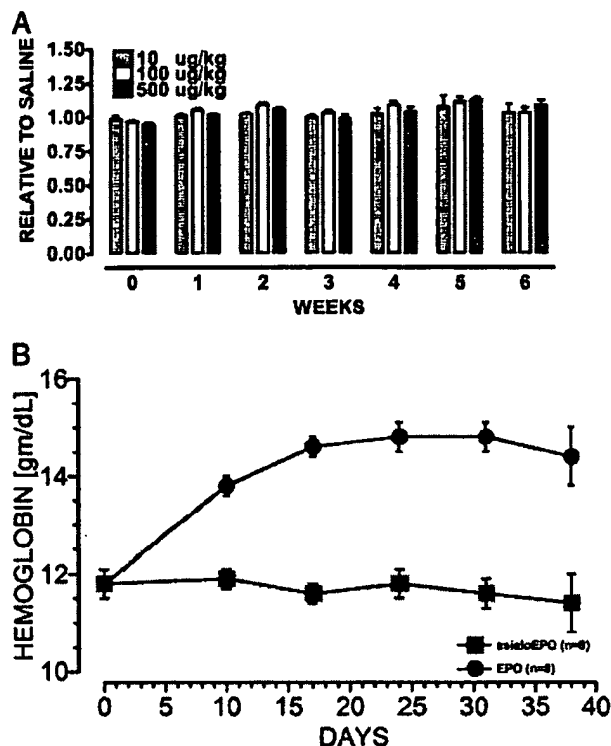 A
RELATIVE TO SALINE
1.50
1.25
1.00
0.75
0.50
0.25
0.00
10 ug/kg
100 ug/kg
500 ug/kg
0 1 2 3 4 5 6
WEEKS
B
HEMOGLOBIN [gm/dL]
16
14
12
10
asialoEPO
EPO
0 5 10 15 20 25 30 35 40
DAYS